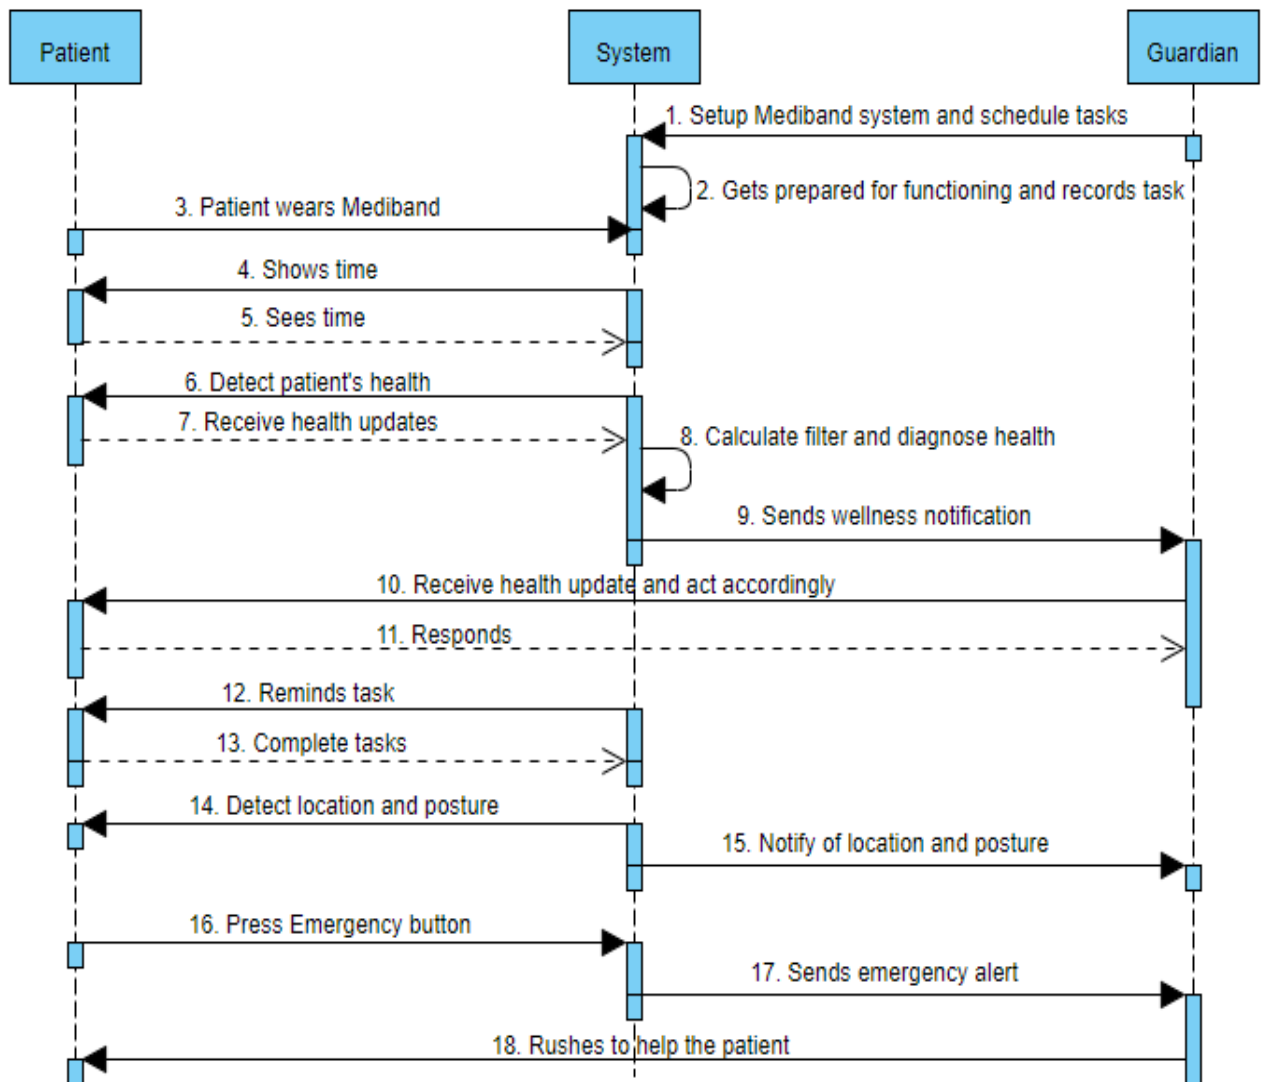 Patient
System
Guardian
1. Setup Mediband system and schedule tasks
2. Gets prepared for functioning and records task
3. Patient wears Mediband
4. Shows time
5. Sees time
6. Detect patient's health
7. Receive health updates
8. Calculate filter and diagnose health
9. Sends wellness notification
10. Receive health update and act accordingly
11. Responds
12. Reminds task
13. Complete tasks
14. Detect location and posture
15. Notify of location and posture
16. Press Emergency button
17. Sends emergency alert
18. Rushes to help the patient